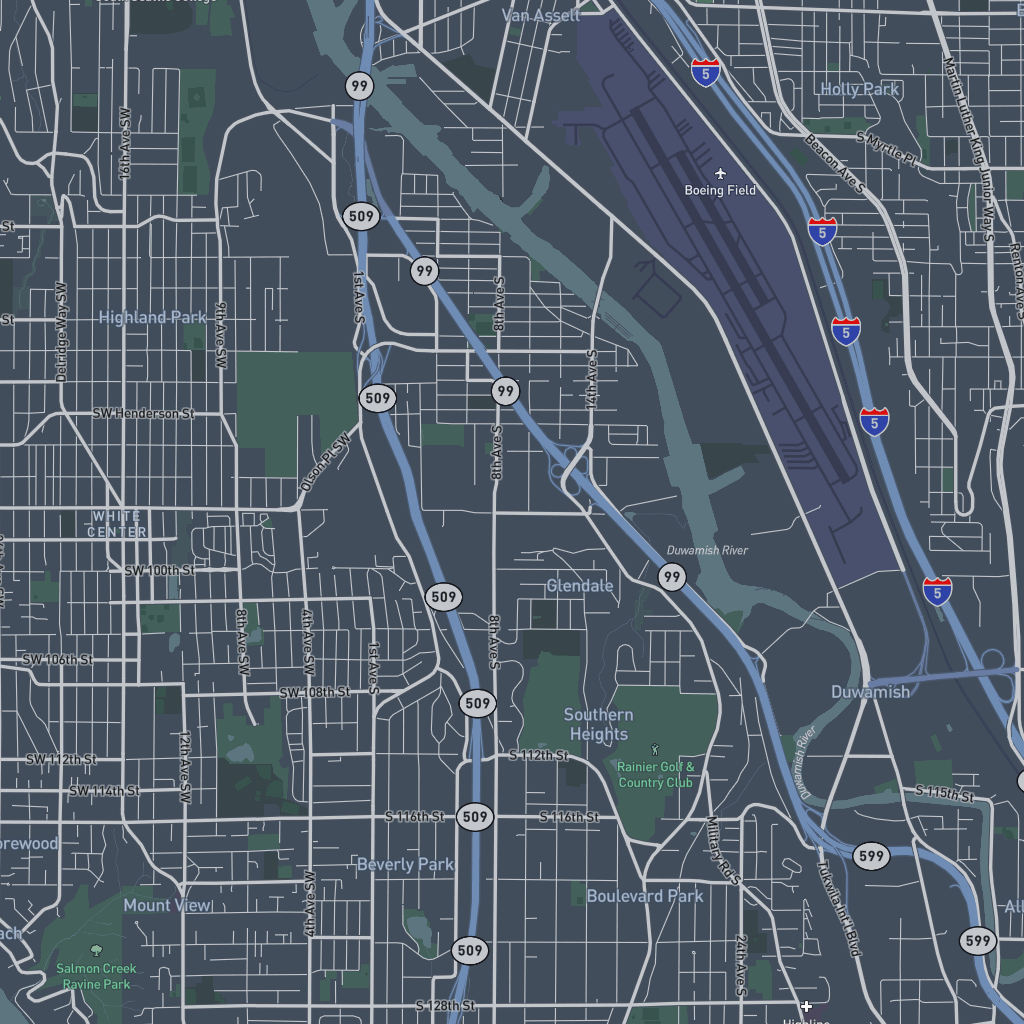 Van Asselt
99
5
Holly Park
16th Ave SW
S Myrtle Pl
Beacon Ave S
Martin Luther King Junior Way S
Boeing Field
509
St
5
Renton Ave S
99
1st Ave S
8th Ave S
Highland Park
Delridge Way SW
9th Ave SW
St
5
14th Ave S
99
509
SW Henderson St
5
8th Ave S
Olson Pl SW
WHITE
CENTER
Duwamish River
SW 100th St
Glendale
99
5
509
8th Ave SW
4th Ave SW
8th Ave S
1st Ave S
SW 106th St
SW 108th St
Duwamish
509
Southern
Heights
S 112th St
SW 112th St
12th Ave SW
Duwamish River
Rainier Golf &
Country Club
SW 114th St
S 115th St
S 116th St
509
S 116th St
Military Rd S
orewood
Beverly Park
599
Tukwila Int'l Blvd
Mount View
4th Ave SW
Boulevard Park
All
ach
509
24th Ave S
599
Salmon Creek
Ravine Park
S 128th St
Highline